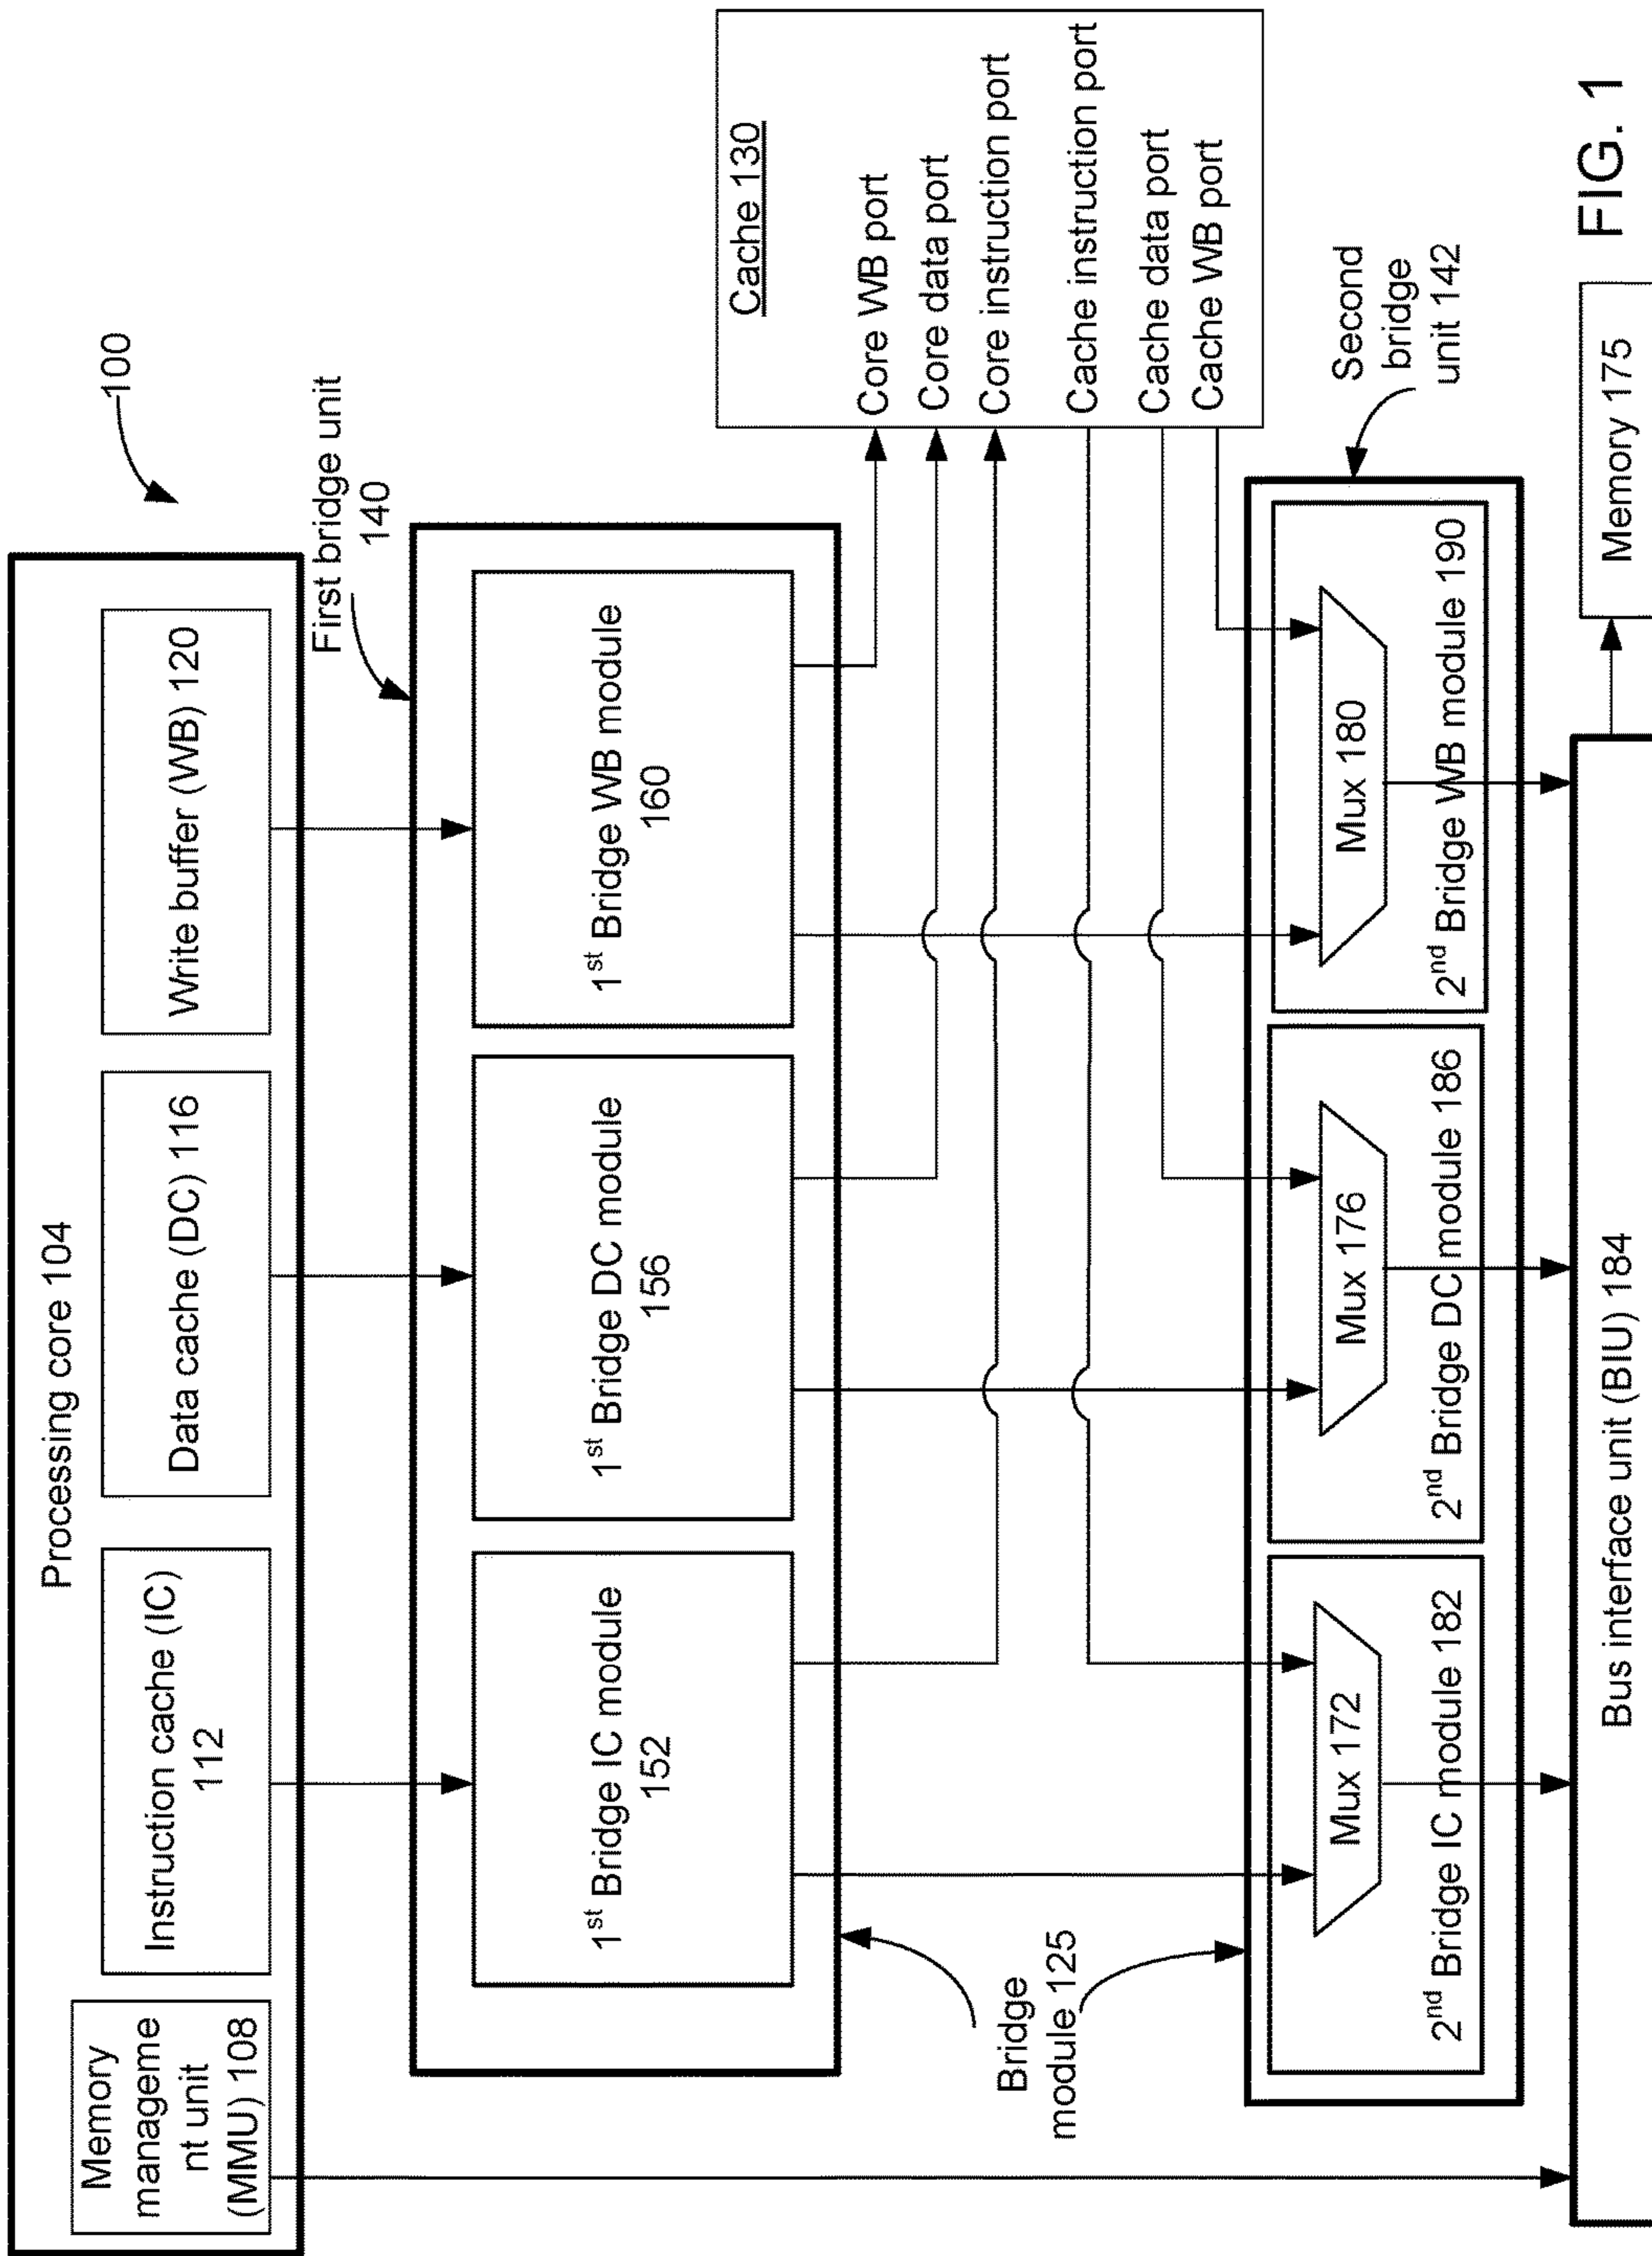 100
Processing core 104
Memory
manageme
nt unit
(MMU) 108
Instruction cache (IC)
112
Data cache (DC) 116
Write buffer (WB) 120
First bridge unit
140
1st Bridge IC module
152
1st Bridge DC module
156
1st Bridge WB module
160
Cache 130
Core WB port
Core data port
Core instruction port
Cache instruction port
Cache data port
Cache WB port
Bridge
module 125
Second
bridge
unit 142
Mux 172
2nd Bridge IC module 182
Mux 176
2nd Bridge DC module 186
Mux 180
2nd Bridge WB module 190
Bus interface unit (BIU) 184
Memory 175
FIG. 1